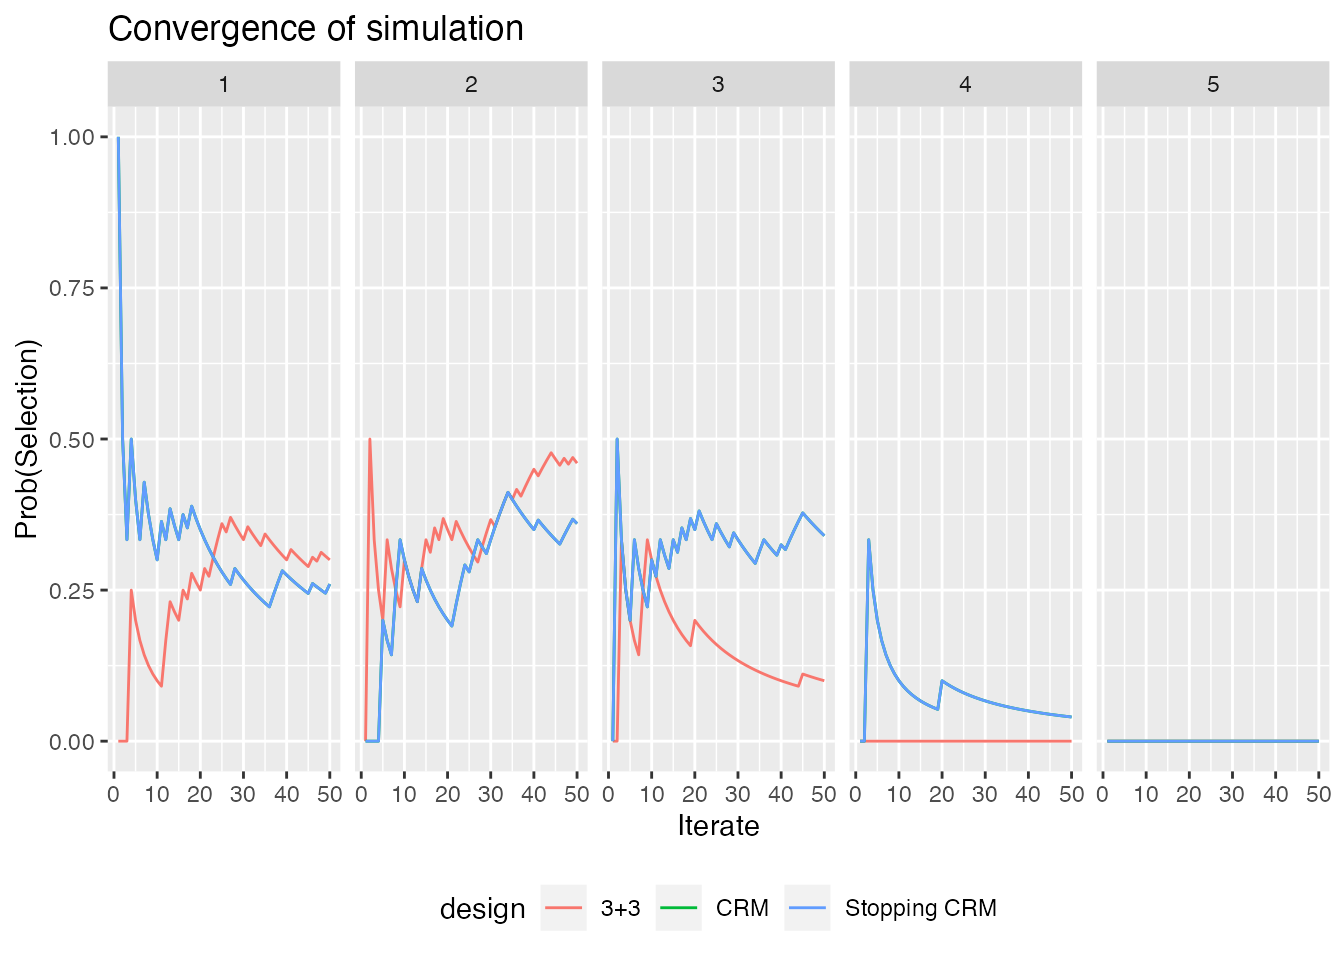 Convergence of simulation
1 2 3 4 5
Prob(Selection)
1.00
0.75
0.50
0.25
0.00
0 10 20 30 40 50 0 10 20 30 40 50 0 10 20 30 40 50 0 10 20 30 40 50 0 10 20 30 40 50
Iterate
design 3+3 CRM Stopping CRM